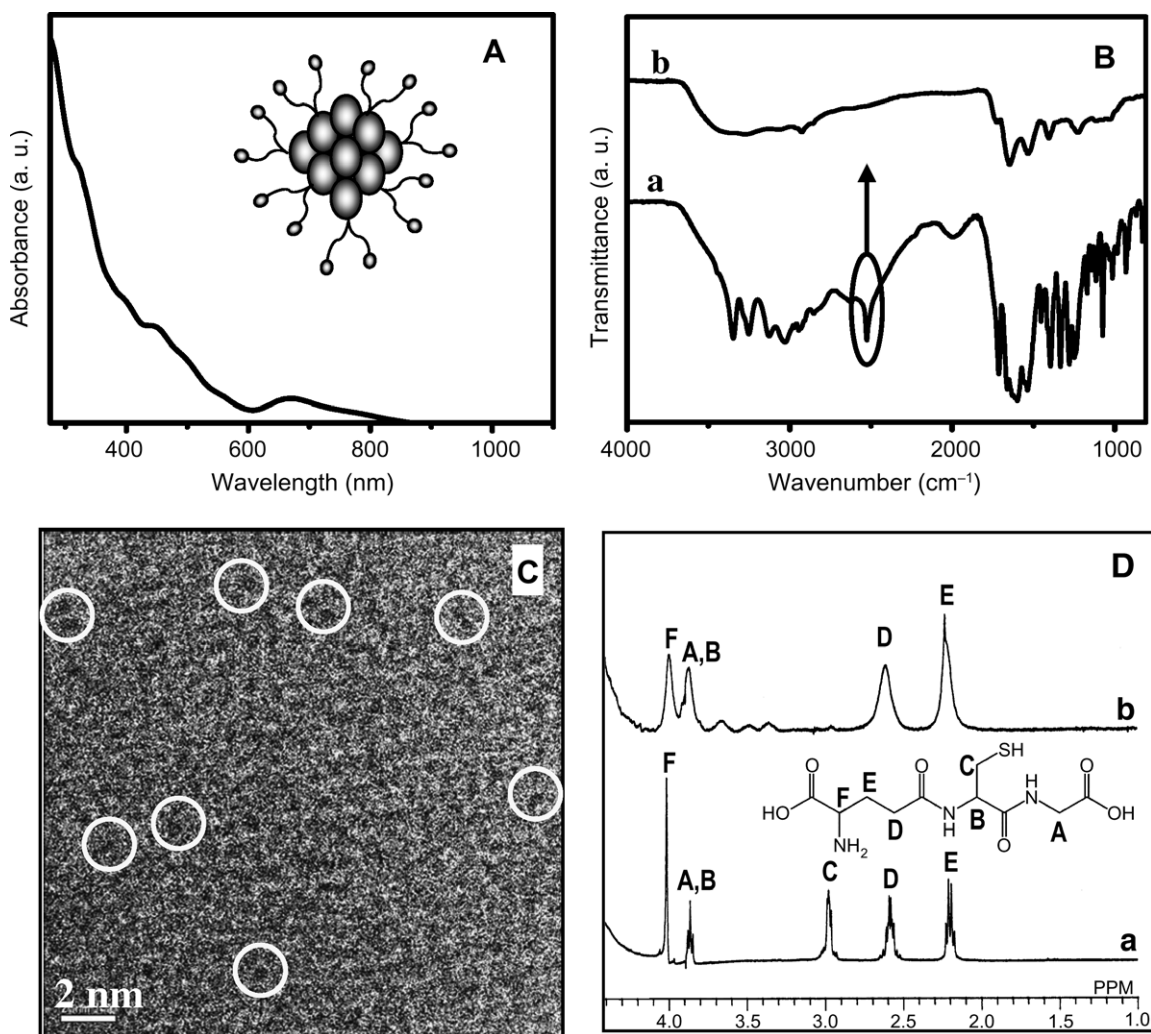 A
Absorbance (a. u.)
400 600 800 1000
Wavelength (nm)
B
b
a
Transmittance (a. u.)
4000 3000 2000 1000
Wavenumber (cm⁻¹)
C
2 nm
D
E
F
A,B
D
b
SH
O
C
O
E
F
HO
N
H
H
N
OH
D
B
A
NH₂
O
F
A,B
C
D
E
a
PPM
4.0 3.5 3.0 2.5 2.0 1.5 1.0